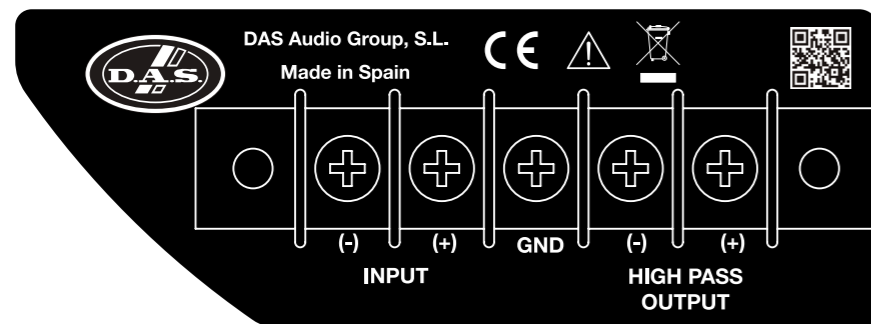 DAS Audio Group, S.L.
Made in Spain
D.A.S.
CE
(-) (+) GND (-) (+)
INPUT
HIGH PASS
OUTPUT